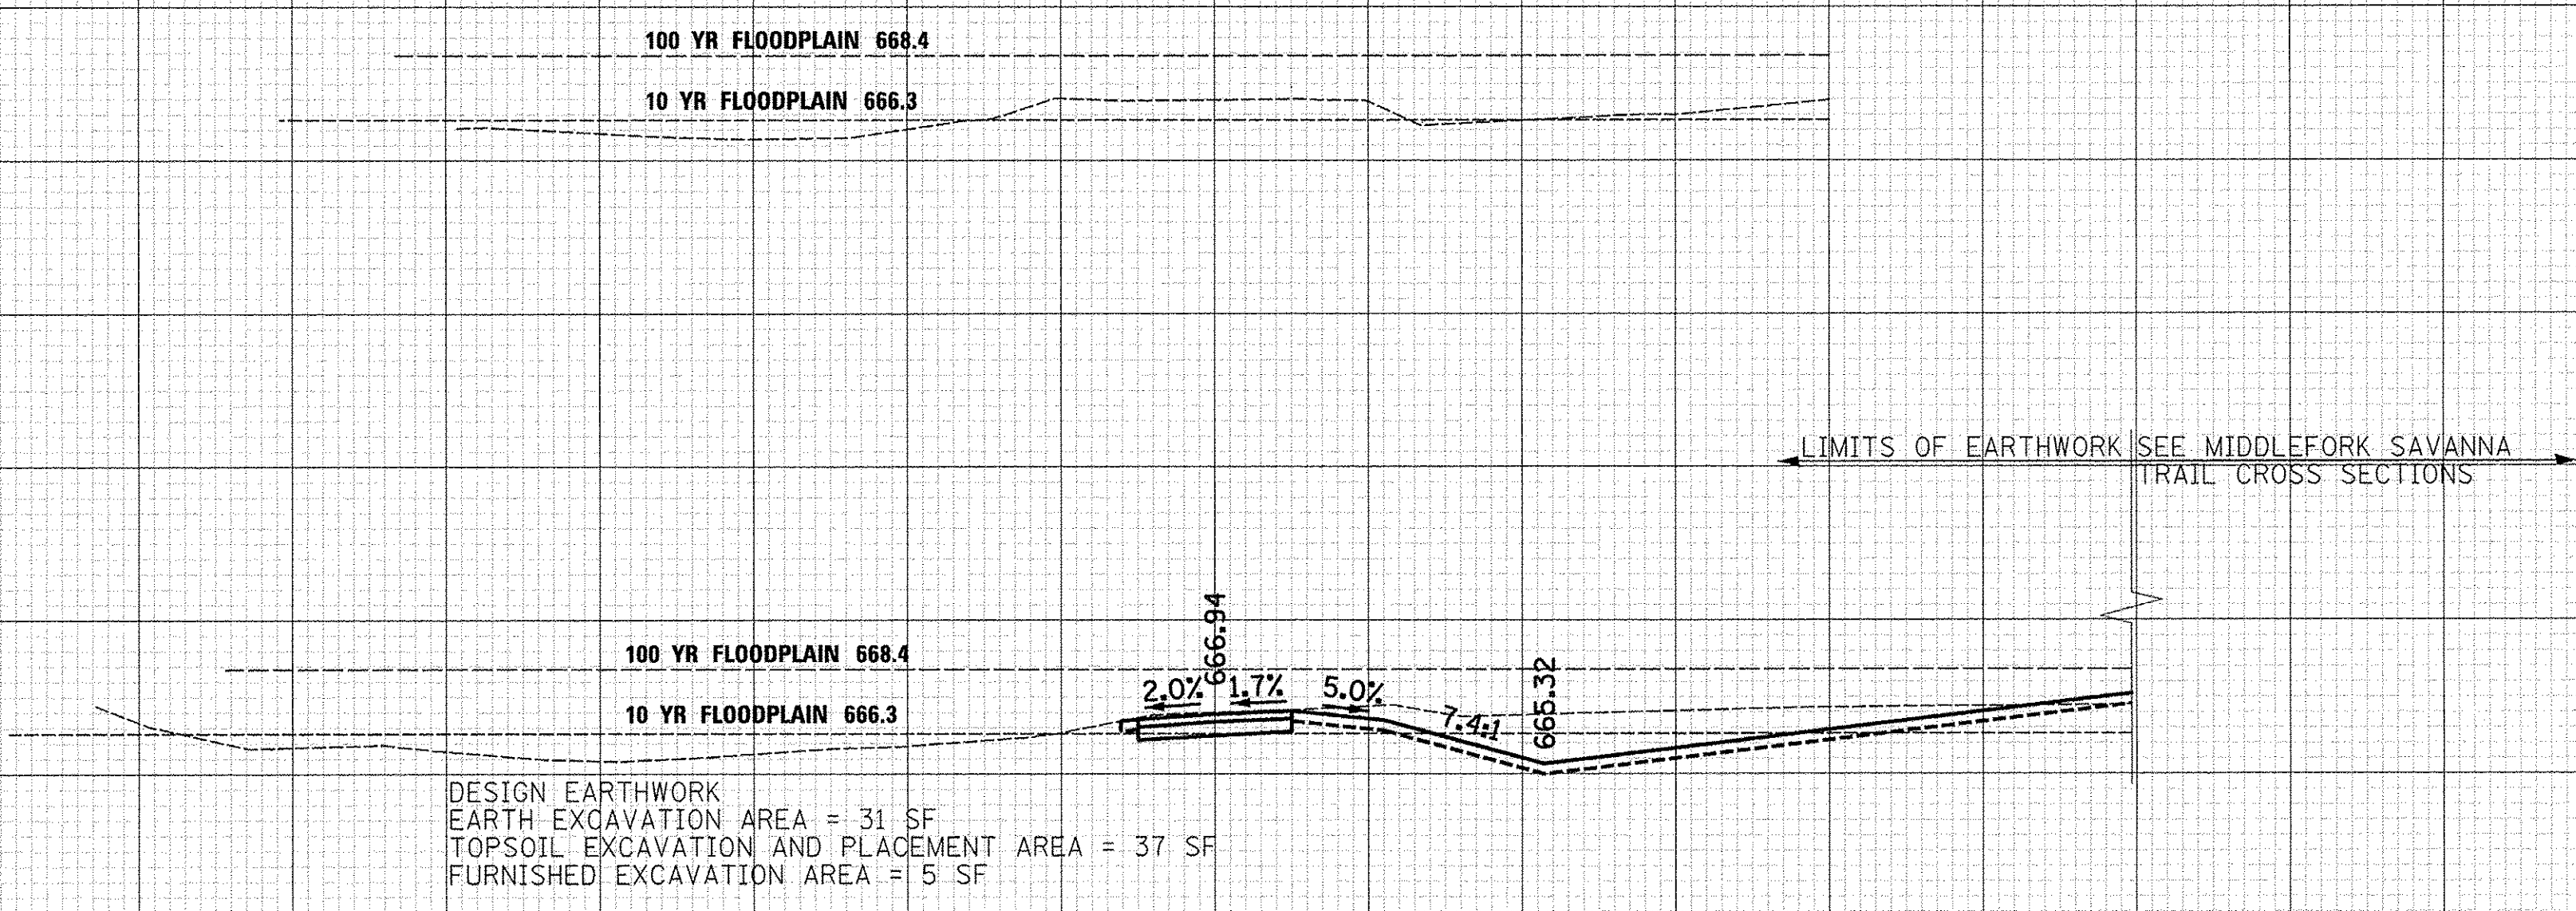 100 YR FLOODPLAIN 668.4
10 YR FLOODPLAIN 666.3
LIMITS OF EARTHWORK
SEE MIDDLEFORK SAVANNA
TRAIL CROSS SECTIONS
100 YR FLOODPLAIN 668.4
10 YR FLOODPLAIN 666.3
2.0%
666.94
1.7%
5.0%
7.4:1
665.32
DESIGN EARTHWORK
EARTH EXCAVATION AREA = 31 SF
TOPSOIL EXCAVATION AND PLACEMENT AREA = 37 SF
FURNISHED EXCAVATION AREA = 5 SF